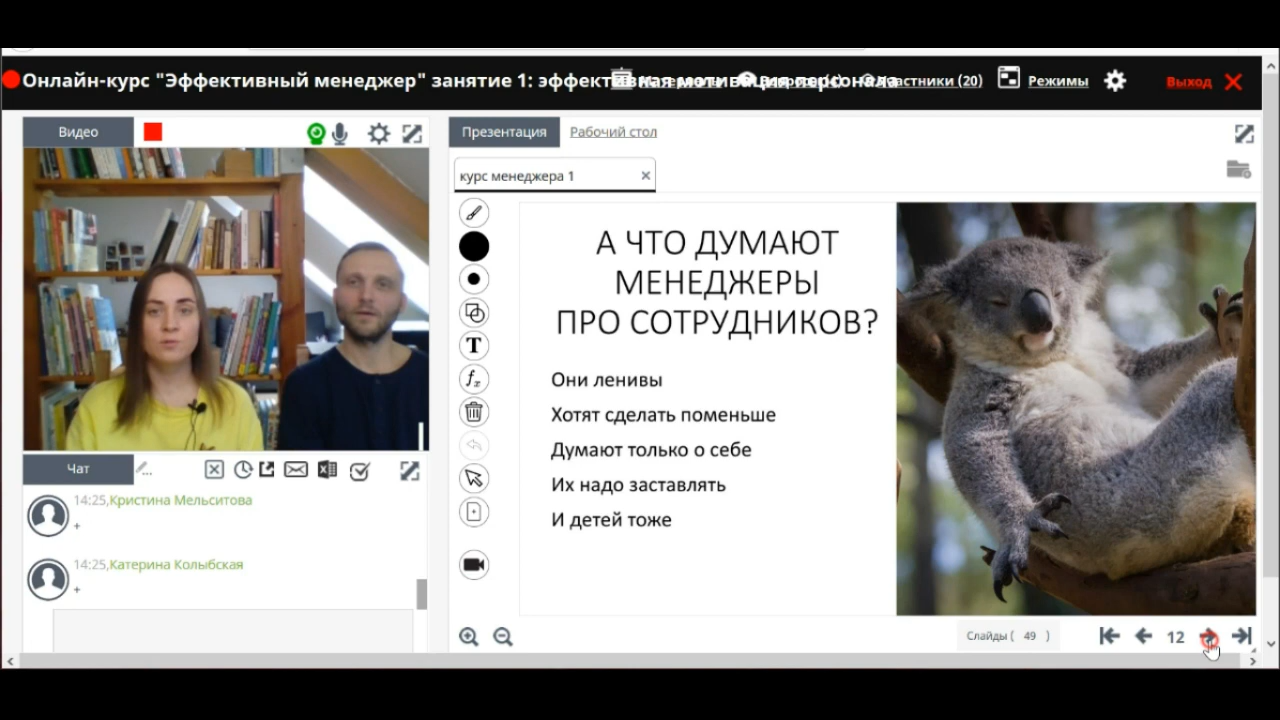 Онлайн-курс "Эффективный менеджер" занятие 1: эффективная мотивация персонала
Участники (20)
Режимы
Выход
Видео
Презентация
Рабочий стол
курс менеджера 1
А ЧТО ДУМАЮТ
МЕНЕДЖЕРЫ
ПРО СОТРУДНИКОВ?
Они ленивы
Хотят сделать поменьше
Думают только о себе
Их надо заставлять
И детей тоже
Чат
14:25,Кристина Мельситова
+
14:25,Катерина Колыбская
+
Слайды ( 49 )
12